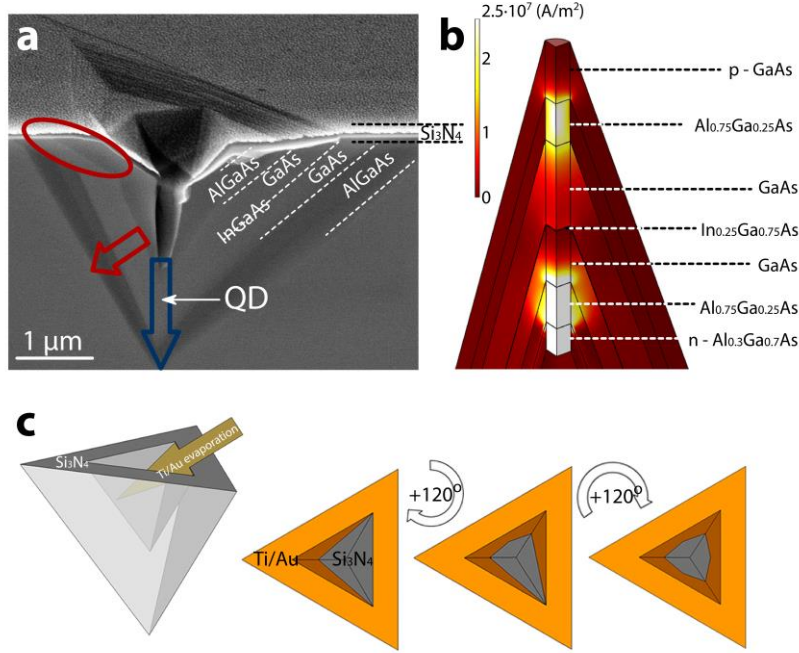 a
Si₃N₄
AlGaAs
GaAs
InGaAs
GaAs
AlGaAs
QD
1 μm
2.5·10⁷ (A/m²)
2
1
0
b
p - GaAs
Al₀.₇₅Ga₀.₂₅As
GaAs
In₀.₂₅Ga₀.₇₅As
GaAs
Al₀.₇₅Ga₀.₂₅As
n - Al₀.₃Ga₀.₇As
c
Si₃N₄
Ti/Au evaporation
Ti/Au
Si₃N₄
+120°
+120°